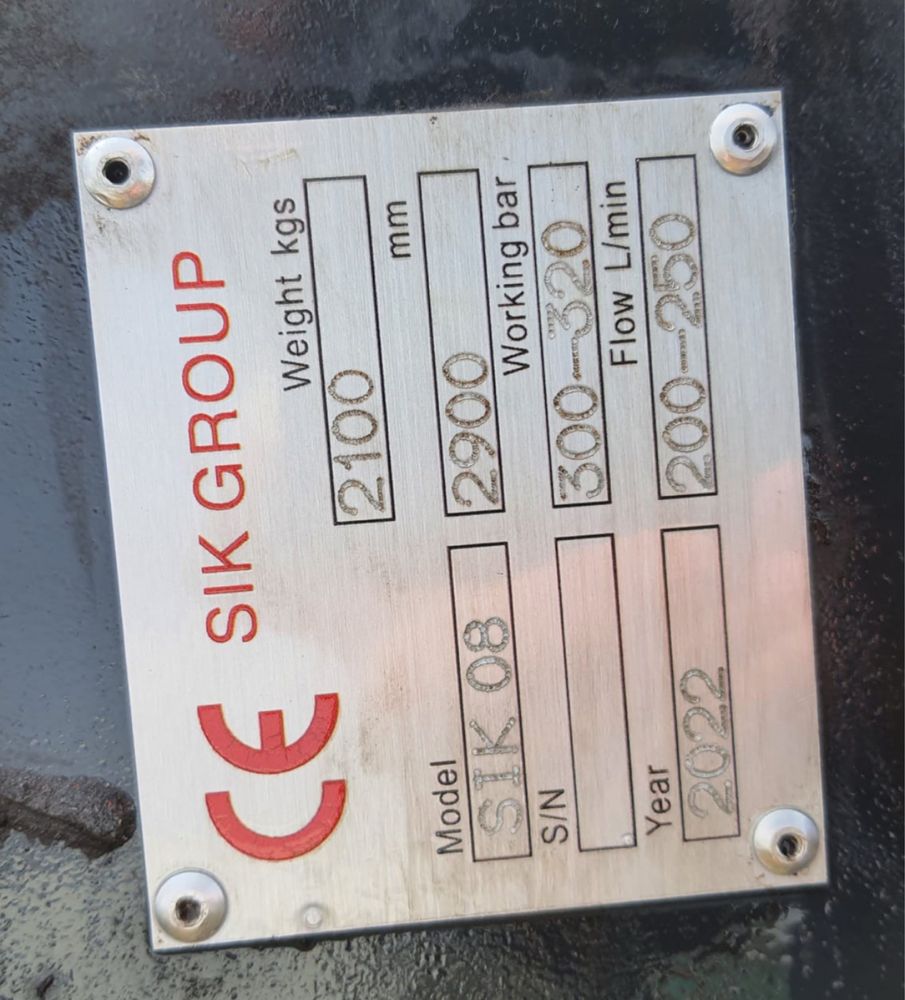 CE SIK GROUP
Weight kgs
2100
Model mm
SIK 08 2900
S/N Working bar
300-320
Year Flow L/min
2022 200-250